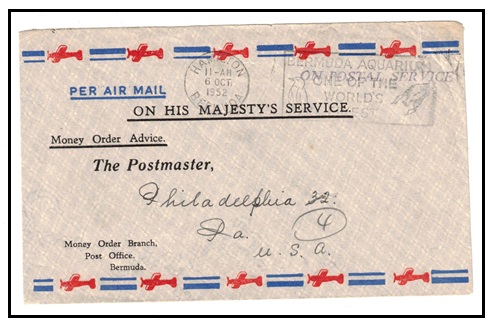 HAMILTON
11-AM
6 OCT
1952
BERMUDA AQUARIUM
ONE OF THE
WORLD'S
ON POSTAL SERVICE
PER AIR MAIL
ON HIS MAJESTY'S SERVICE.
Money Order Advice.
The Postmaster,
Philadelphia 32.
Pa. 4
U.S.A.
Money Order Branch,
Post Office,
Bermuda.